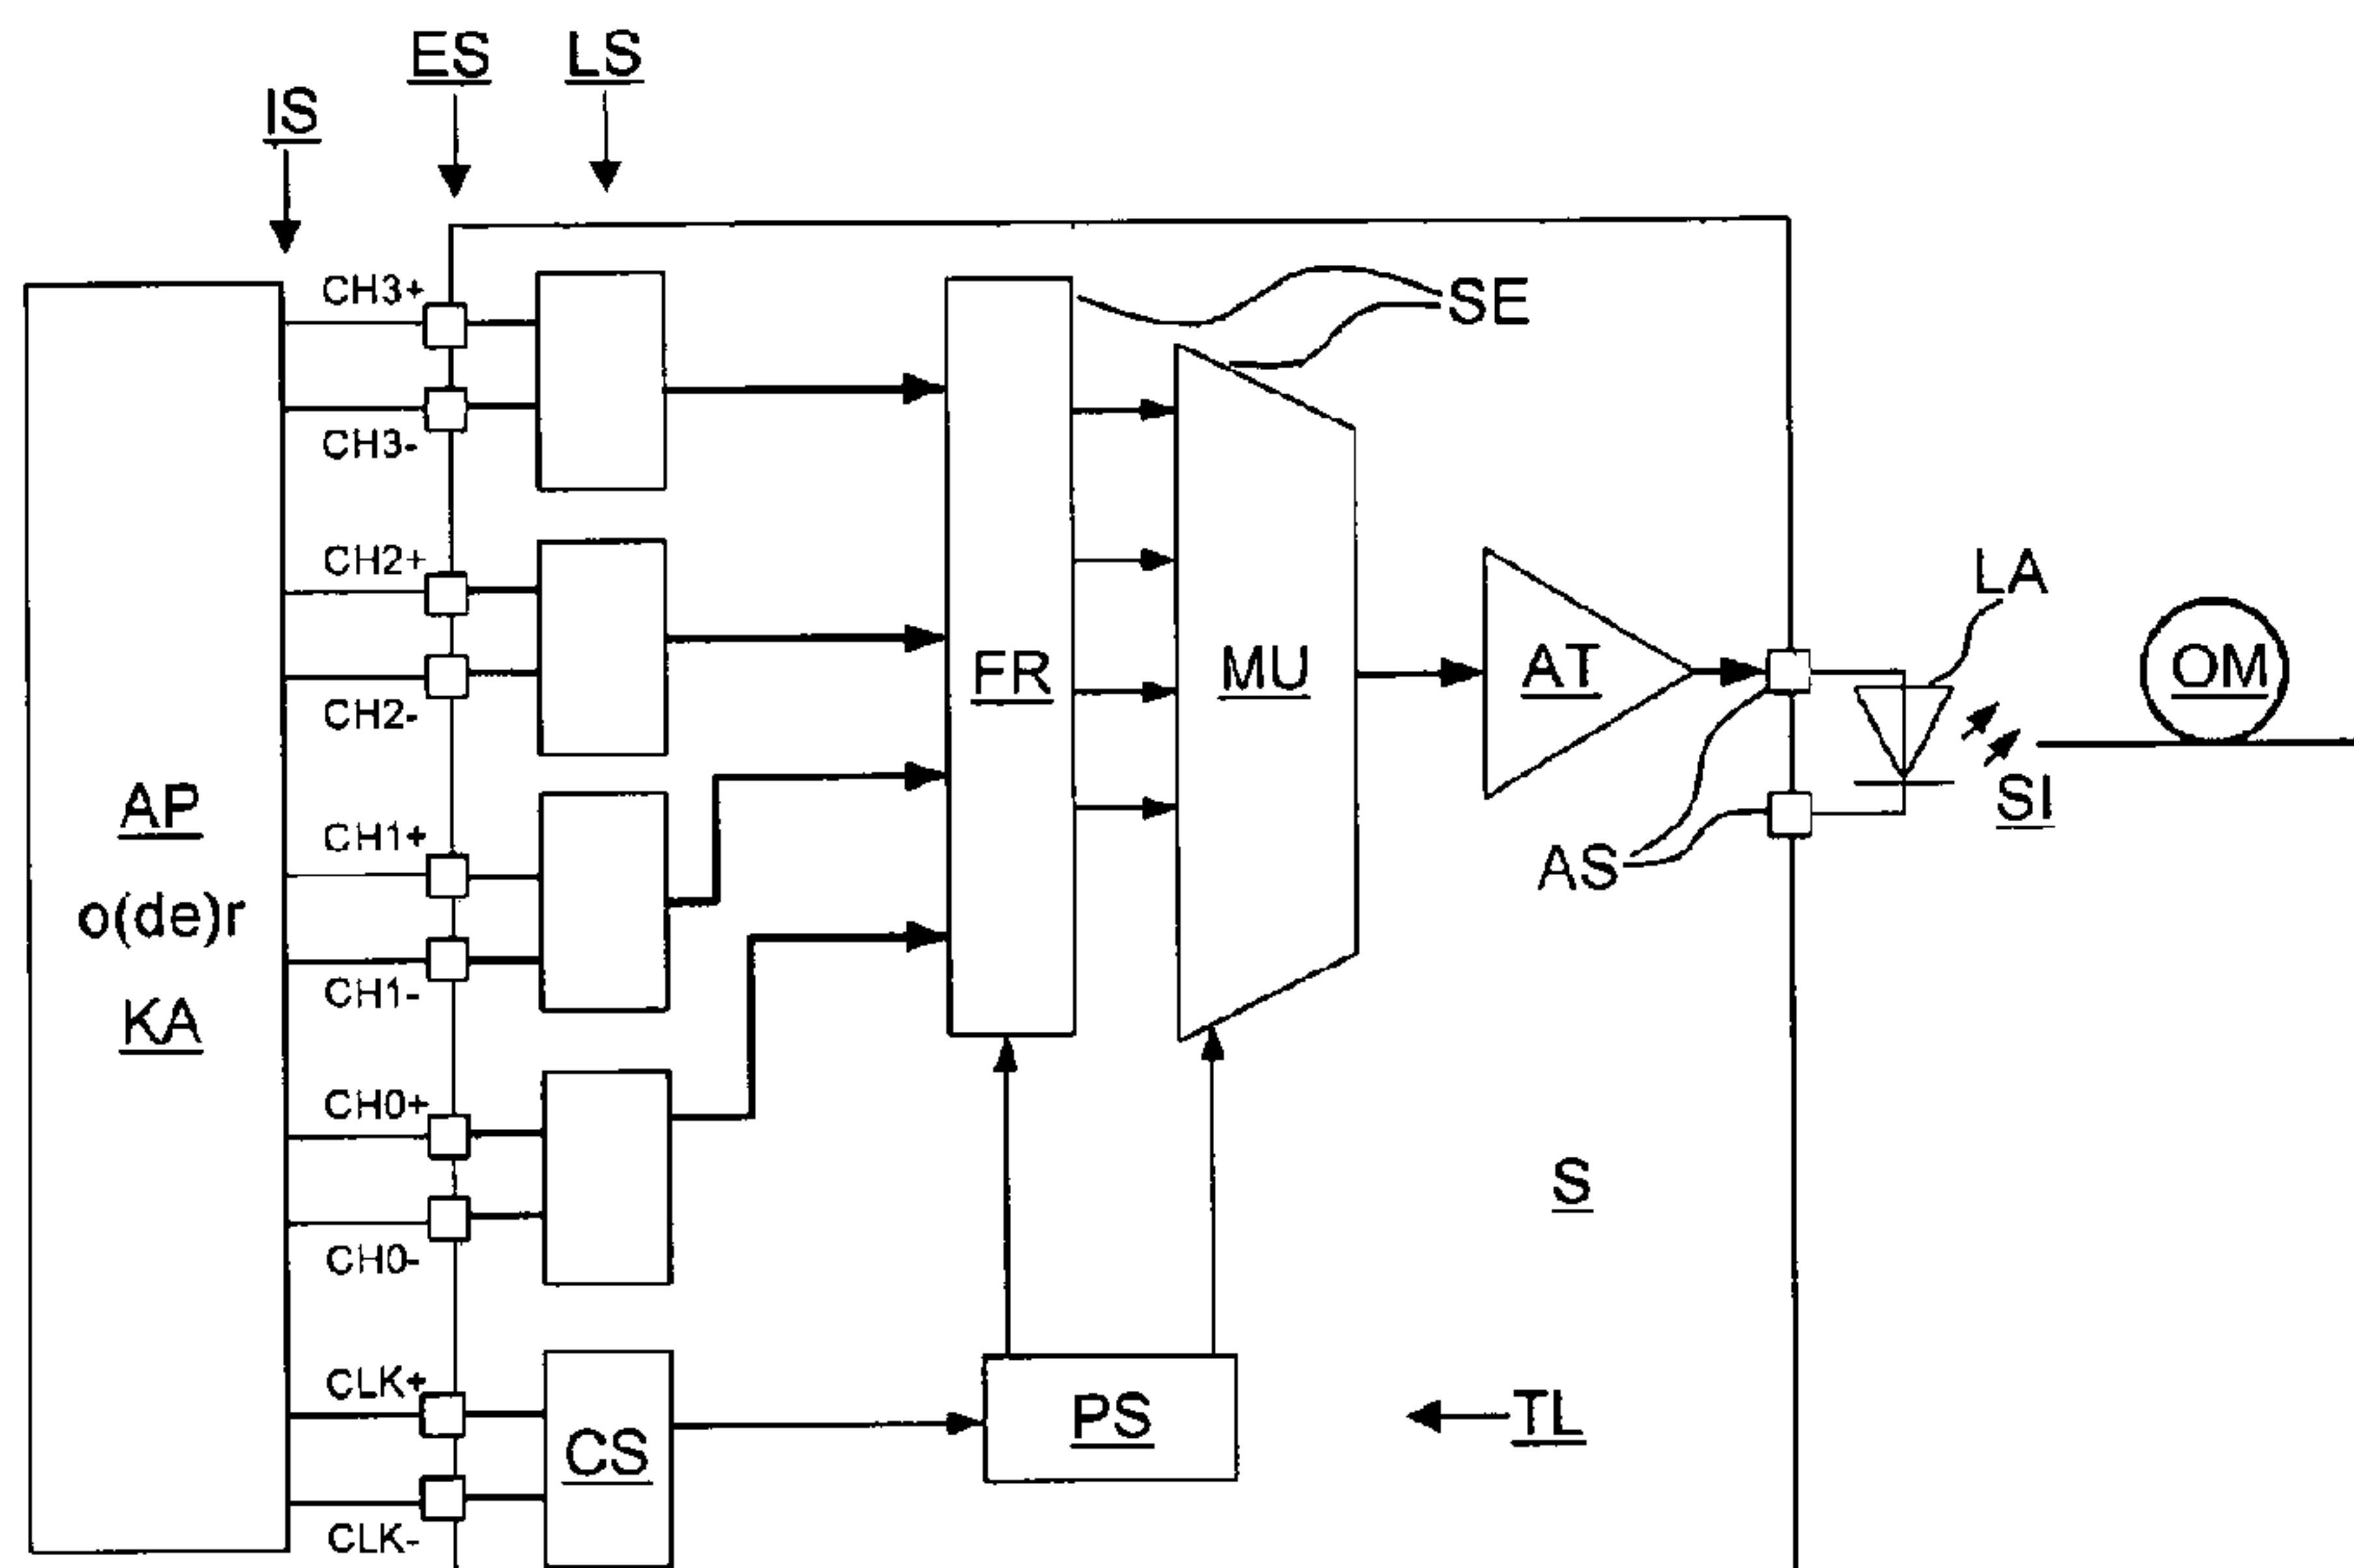 ES
LS
IS
CH3+
SE
CH3-
CH2+
LA
FR
MU
AT
OM
CH2-
AP
SI
CH1+
AS
o(de)r
CH1-
KA
CH0+
S
CH0-
CLK+
PS
TL
CS
CLK-